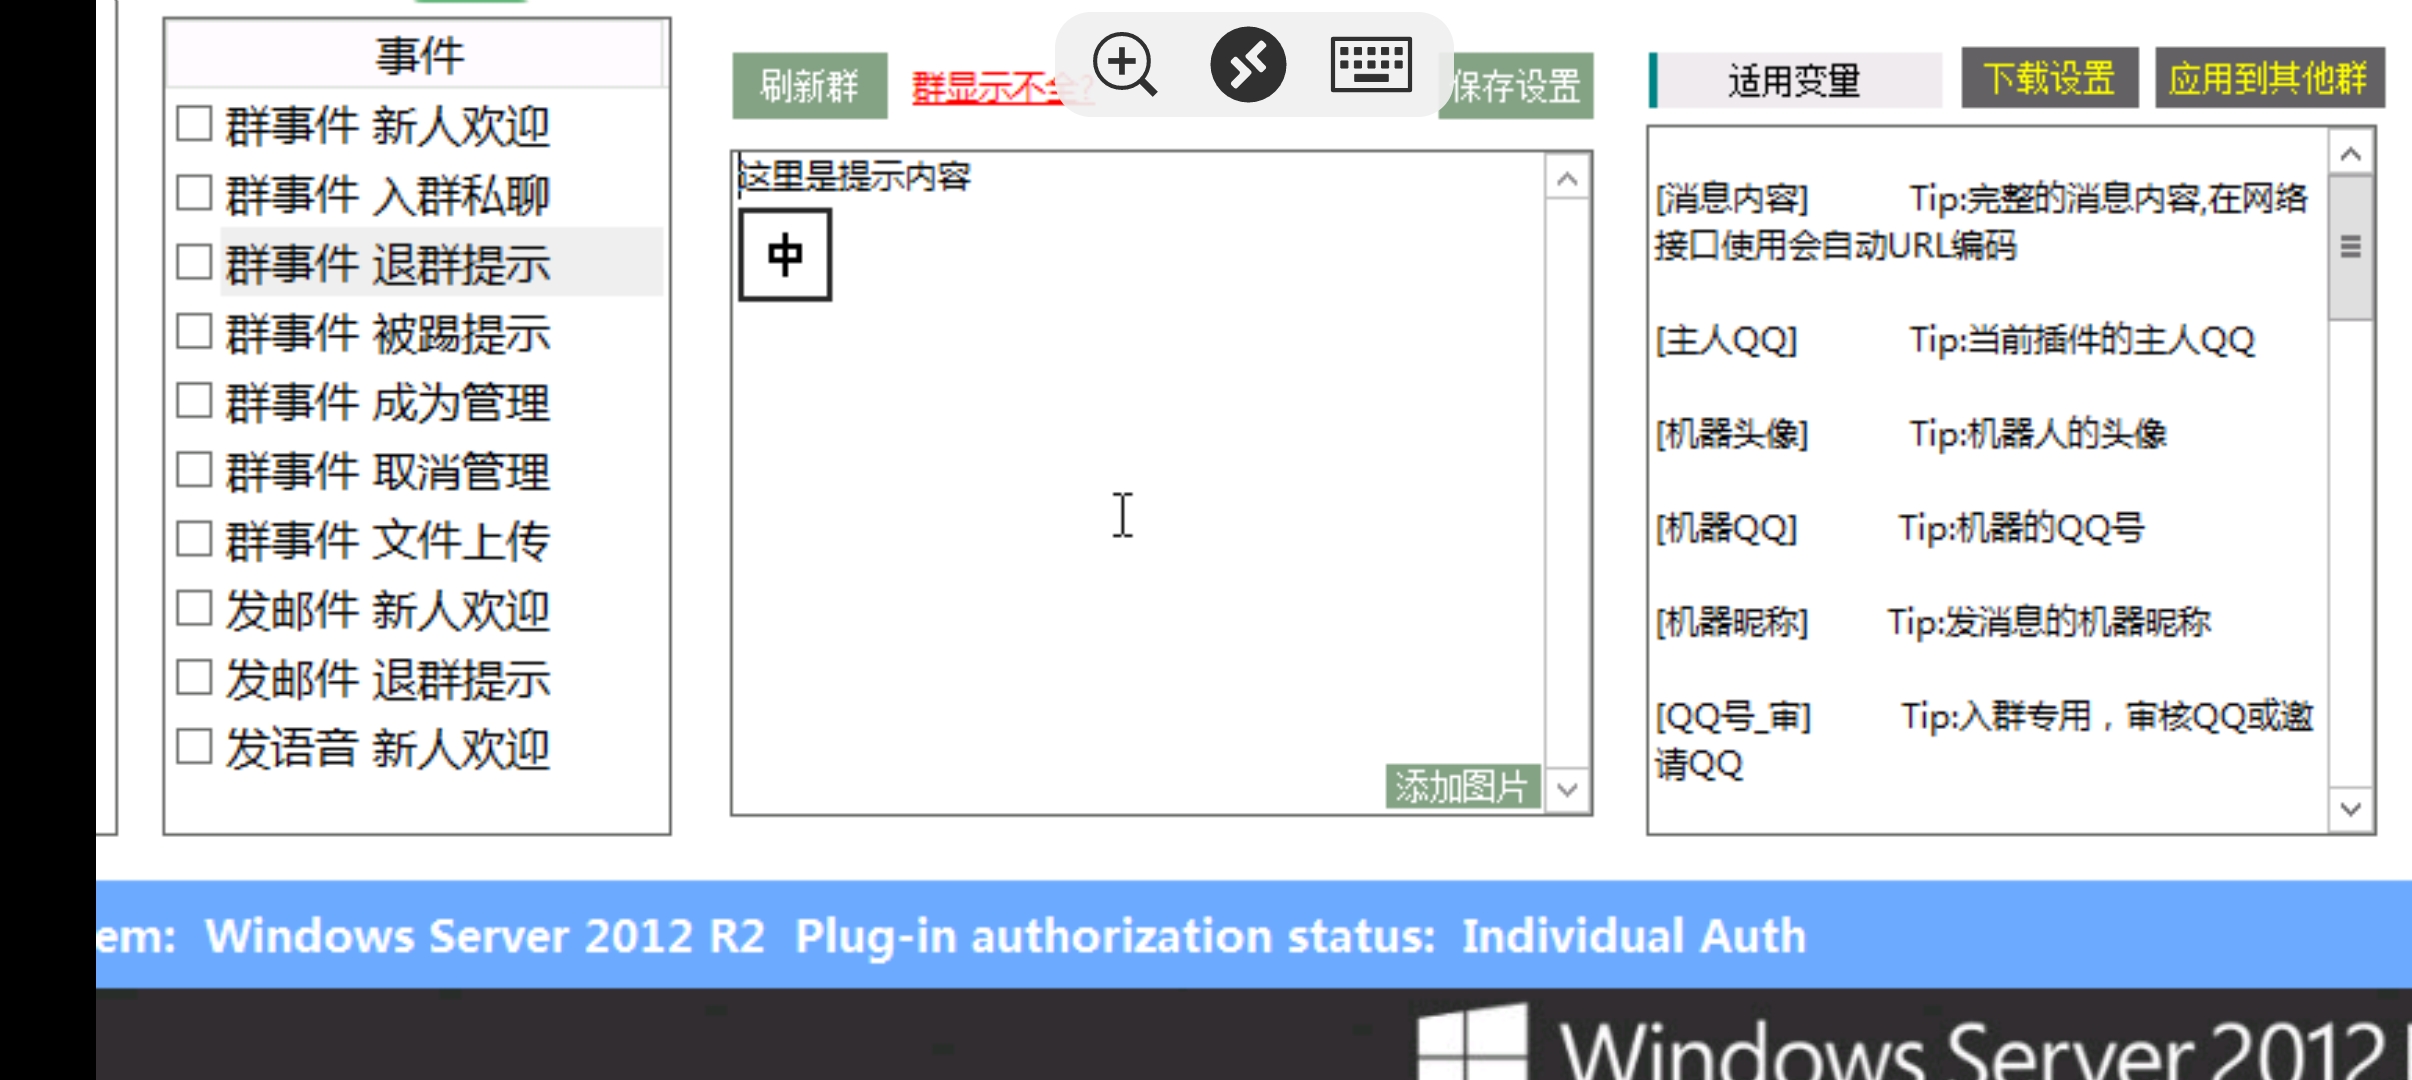 事件
群事件 新人欢迎
群事件 入群私聊
群事件 退群提示
群事件 被踢提示
群事件 成为管理
群事件 取消管理
群事件 文件上传
发邮件 新人欢迎
发邮件 退群提示
发语音 新人欢迎
刷新群
群显示不全?
保存设置
这里是提示内容
中
添加图片
适用变量
下载设置
应用到其他群
[消息内容] Tip:完整的消息内容,在网络
接口使用会自动URL编码
[主人QQ] Tip:当前插件的主人QQ
[机器头像] Tip:机器人的头像
[机器QQ] Tip:机器的QQ号
[机器昵称] Tip:发消息的机器昵称
[QQ号_审] Tip:入群专用，审核QQ或邀
请QQ
em: Windows Server 2012 R2 Plug-in authorization status: Individual Auth
Windows Server 2012